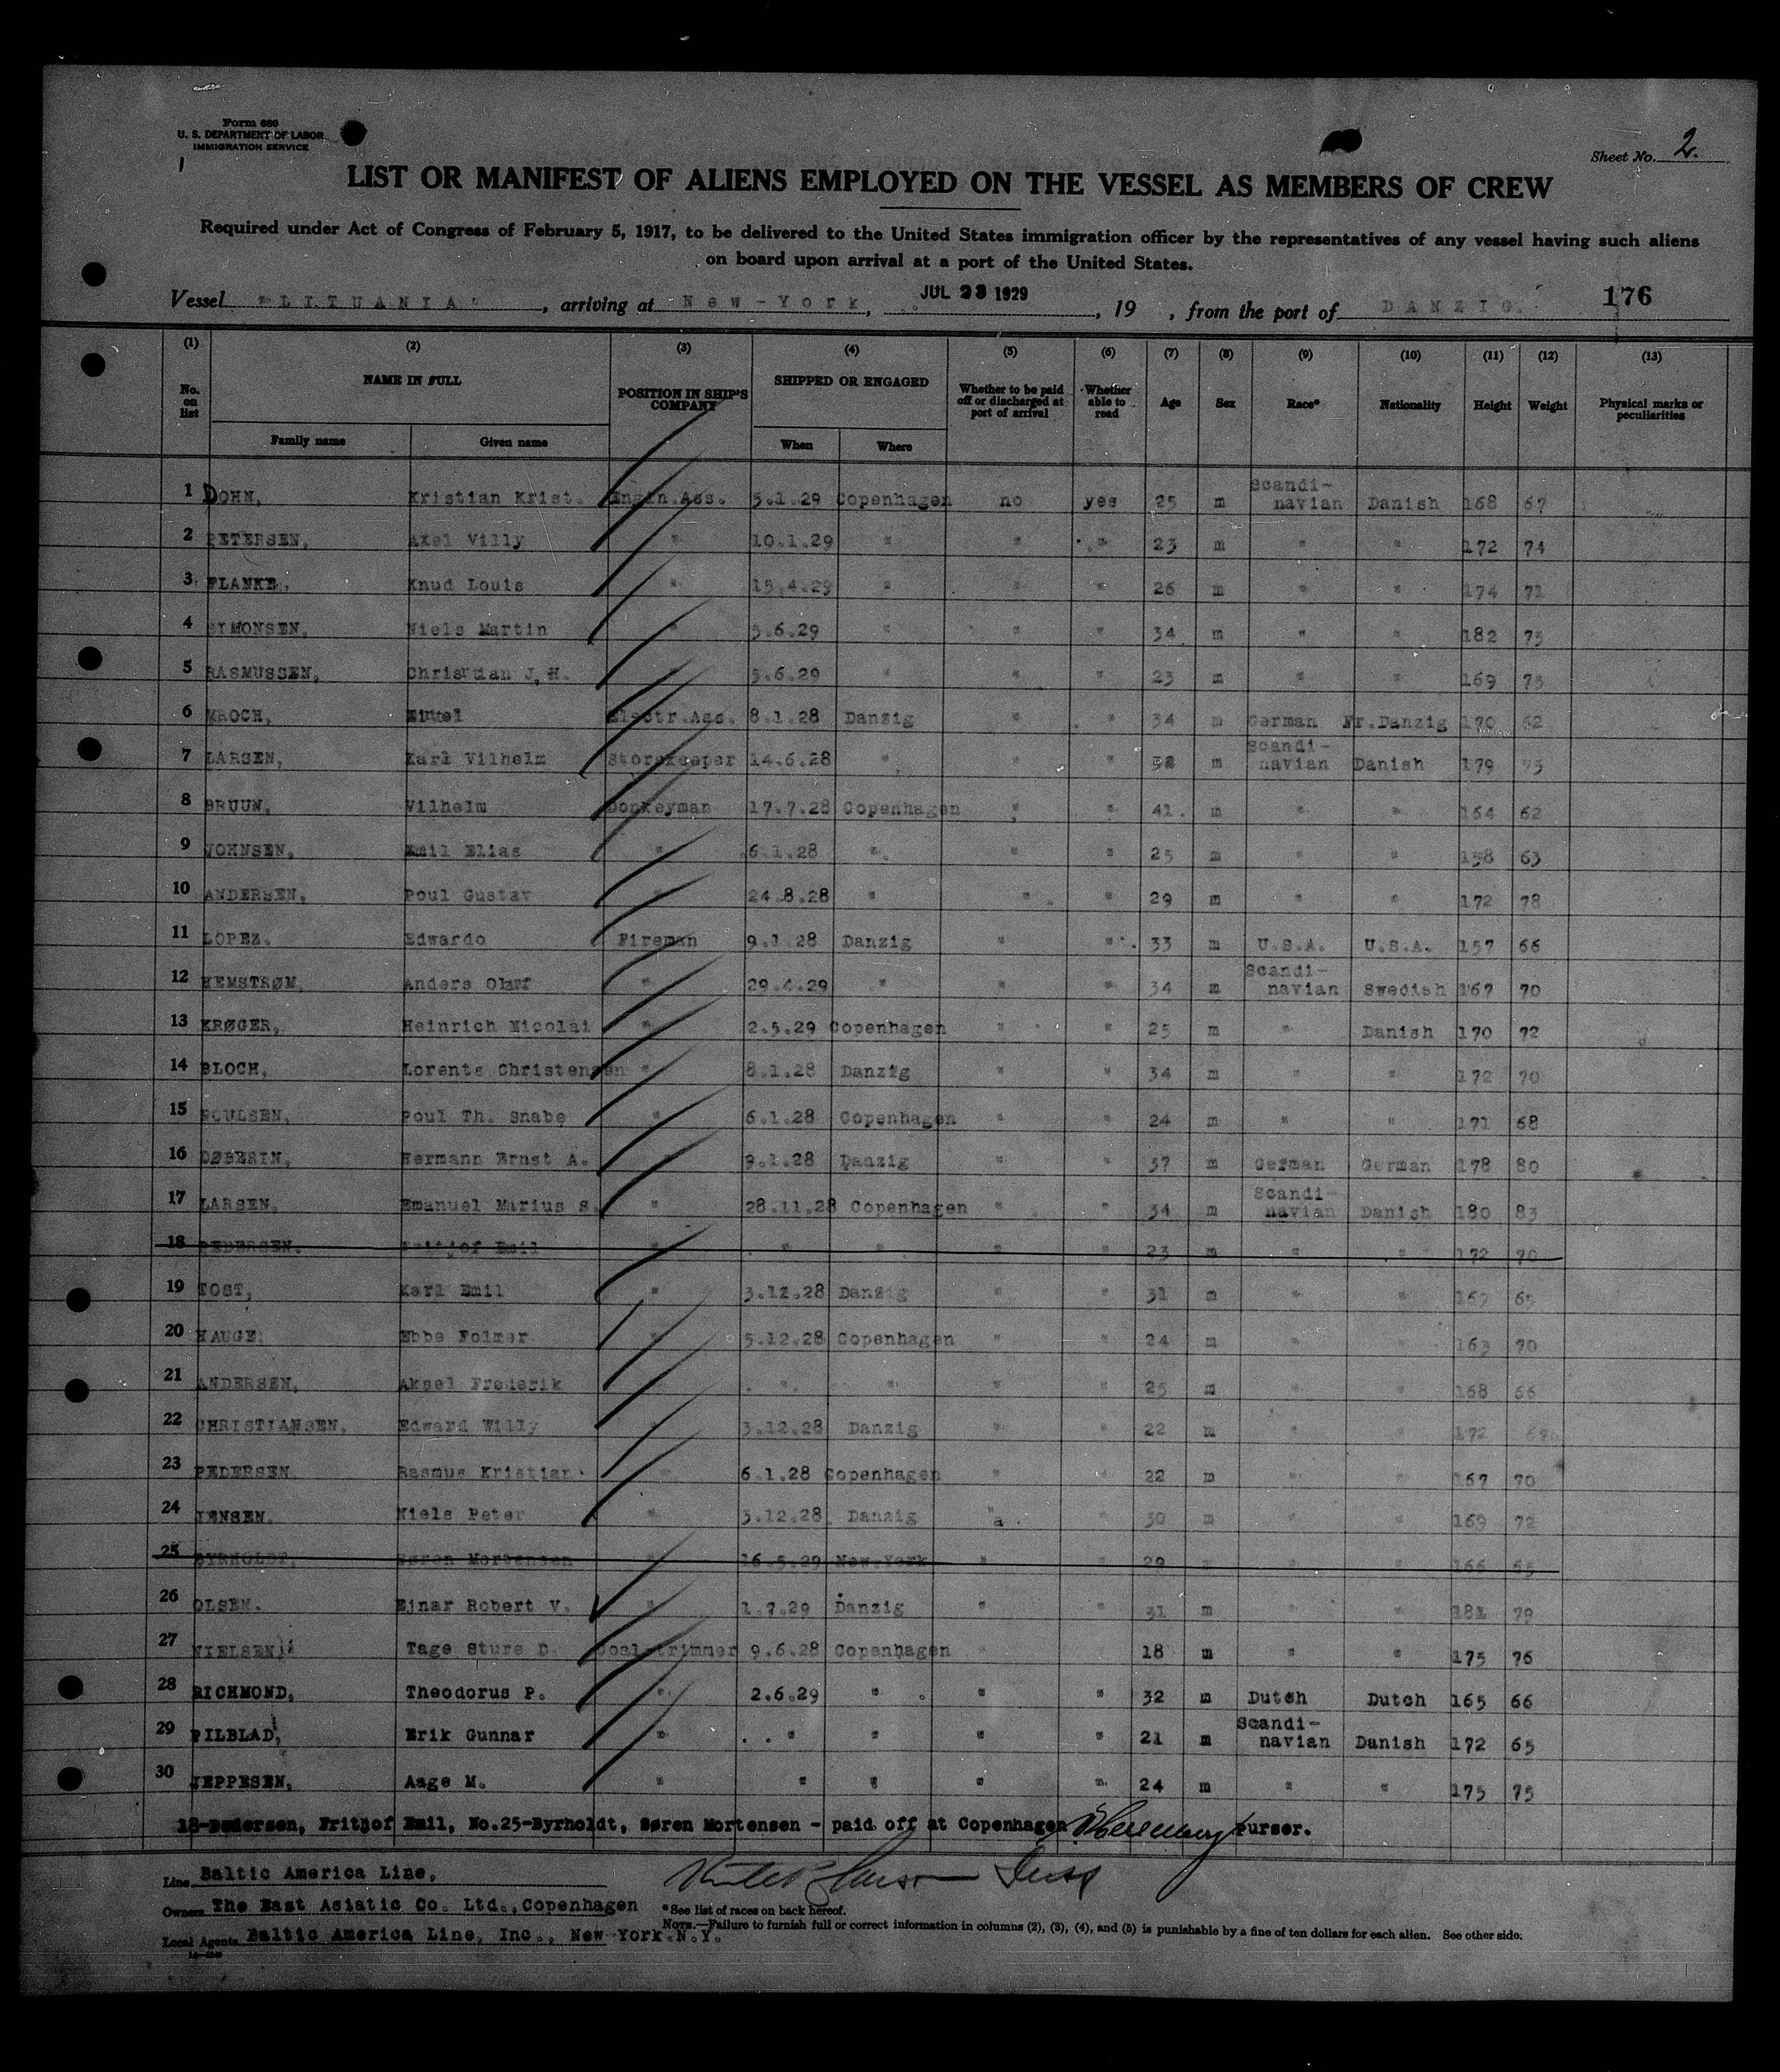 Form 680
U. S. DEPARTMENT OF LABOR
IMMIGRATION SERVICE
Sheet No. 2.
LIST OR MANIFEST OF ALIENS EMPLOYED ON THE VESSEL AS MEMBERS OF CREW
Required under Act of Congress of February 5, 1917, to be delivered to the United States immigration officer by the representatives of any vessel having such aliens
on board upon arrival at a port of the United States.
Vessel "LITUANIA", arriving at New-York, JUL 23 1929, 19 , from the port of DANZIG. 176
(1) (2) (3) (4) (5) (6) (7) (8) (9) (10) (11) (12) (13)
No. on list NAME IN FULL POSITION IN SHIP'S COMPANY SHIPPED OR ENGAGED Whether to be paid off or discharged at port of arrival Whether able to read Age Sex Race* Nationality Height Weight Physical marks or peculiarities
Family name Given name When Where
1 DOHN, Kristian Krist. Engin.Ass. 5.1.29 Copenhagen no yes 25 m Scandi-navian Danish 168 67
2 PETERSEN, Axel Villy " 10.1.29 " " " 23 m " " 172 74
3 FLANKE, Knud Louis " 15.4.29 " " " 26 m " " 174 71
4 SIMONSEN, Niels Martin " 5.6.29 " " " 34 m " " 182 75
5 RASMUSSEN, Christian J.H. " 5.6.29 " " " 23 m " " 169 75
6 KROCH, Electr.Ass. 8.1.28 Danzig " " 34 m German Fr.Danzig 170 62
7 LARSEN, Karl Vilhelm Storekeeper 14.6.28 " " " m Scandi-navian Danish 179 75
8 BRUUN, Vilhelm Donkeyman 17.7.28 Copenhagen " " 41 m " " 164 62
9 JOHNSEN, Emil Elias " 6.1.28 " " " 25 m " " 158 63
10 ANDERSEN, Poul Gustav " 24.8.28 " " " 29 m " " 172 78
11 LOPEZ. Edwardo Fireman 9.1.28 Danzig " " 33 m U.S.A. U.S.A. 157 66
12 HEMSTRØM, Anders Oluf " 29.4.29 " " " 34 m Scandi-navian Swedish 167 70
13 KRØGER, Heinrich Nicolai " 2.5.29 Copenhagen " " 25 m " Danish 170 72
14 BLOCH, Lorents Christensen " 8.1.28 Danzig " " 34 m " " 172 70
15 POULSEN, Poul Th. Snabe " 6.1.28 Copenhagen " " 24 m " " 171 68
16 DØBERIN, Hermann Ernst A. " 9.1.28 Danzig " " 37 m German German 178 80
17 LARSEN, Emanuel Marius S. " 28.11.28 Copenhagen " " 34 m Scandi-navian Danish 180 83
18 PEDERSEN. Fritjof Emil " " " " " 23 m " " 172 70
19 TOST, Karl Emil " 3.12.28 Danzig " " 31 m " " 167 65
20 HAUGE, Ebbe Folmer " 5.12.28 Copenhagen " " 24 m " " 163 70
21 ANDERSEN, Aksel Frederik " " " " " 25 m " " 168 66
22 CHRISTIANSEN, Edward Willy " 3.12.28 Danzig " " 22 m " " 172
23 PEDERSEN Rasmus Kristian " 6.1.28 Copenhagen " " 22 m " " 167 70
24 JENSEN. Niels Peter " 3.12.28 Danzig " " 30 m " " 169 72
25 BYRHOLDT, Søren Mortensen " 16.5.29 New-York " " 29 " " 166 65
26 OLSEN. Ejnar Robert V. " 1.7.29 Danzig " " 31 m " " 181 79
27 NIELSEN, Tage Sture D. Coal-trimmer 9.6.28 Copenhagen " " 18 m " " 175 76
28 RICHMOND, Theodorus P. " 2.6.29 " " " 32 m Dutch Dutch 165 66
29 PILBLAD, Erik Gunnar " " " " " 21 m Scandi-navian Danish 172 65
30 JEPPESEN, Aage M. " " " " " 24 m " " 175 75
18-Pedersen, Frithjof Emil, No.25-Byrholdt, Søren Mortensen - paid off at Copenhagen purser.
Line Baltic America Line,
Owners The East Asiatic Co. Ltd., Copenhagen
*See list of races on back hereof.
NOTE.—Failure to furnish full or correct information in columns (2), (3), (4), and (5) is punishable by a fine of ten dollars for each alien. See other side.
Local Agents Baltic America Line, Inc., New York.N.Y.